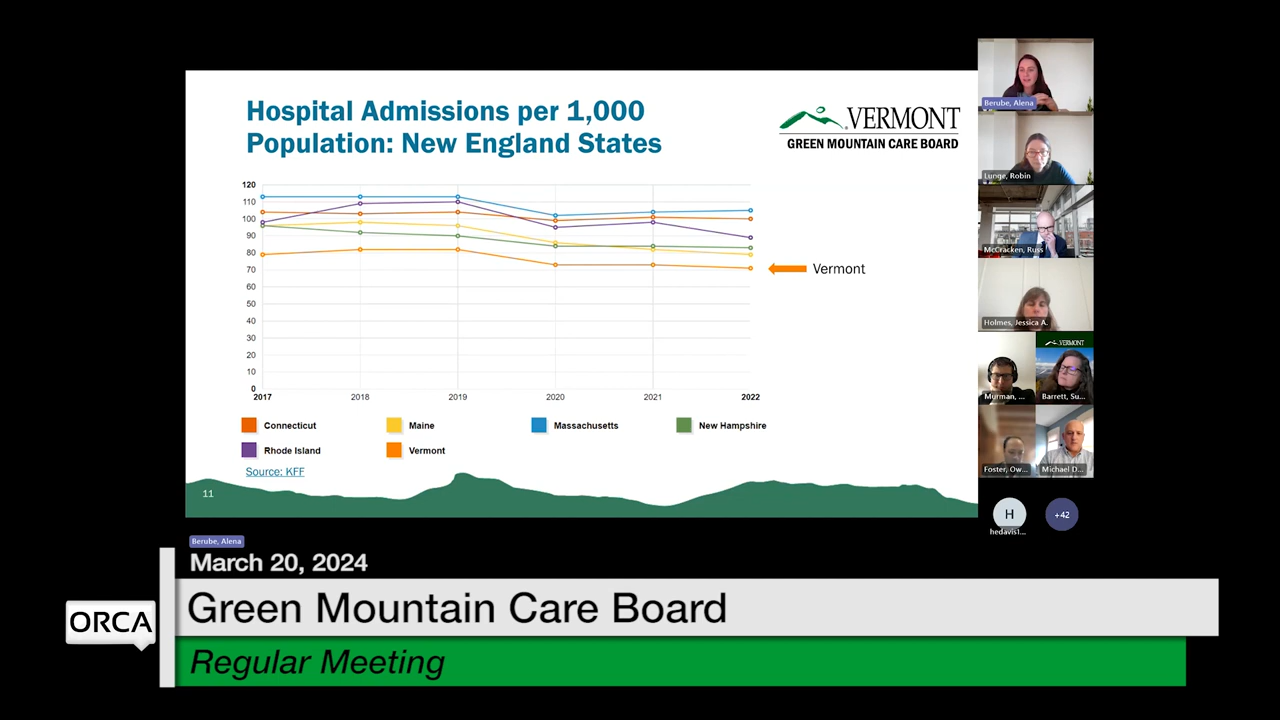 Hospital Admissions per 1,000
Population: New England States
VERMONT
GREEN MOUNTAIN CARE BOARD
120
110
100
90
80
70
60
50
40
30
20
10
0
2017 2018 2019 2020 2021 2022
Vermont
Connecticut Maine Massachusetts New Hampshire
Rhode Island Vermont
Source: KFF
11
Berube, Alena
Lunge, Robin
McCracken, Russ
Holmes, Jessica A.
VERMONT
Murman, ... Barrett, Su...
Foster, Ow... Michael D...
H +42
hedavis1...
Berube, Alena
March 20, 2024
Green Mountain Care Board
ORCA
Regular Meeting